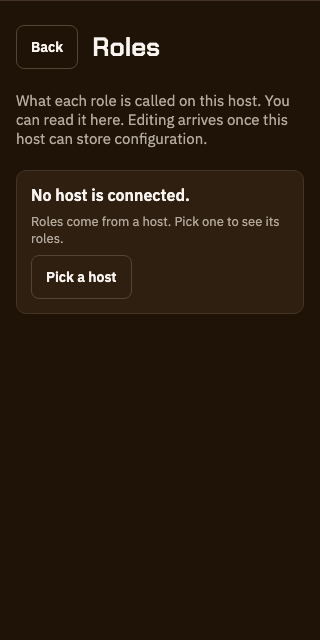 Back
Roles
What each role is called on this host. You
can read it here. Editing arrives once this
host can store configuration.
No host is connected.
Roles come from a host. Pick one to see its
roles.
Pick a host